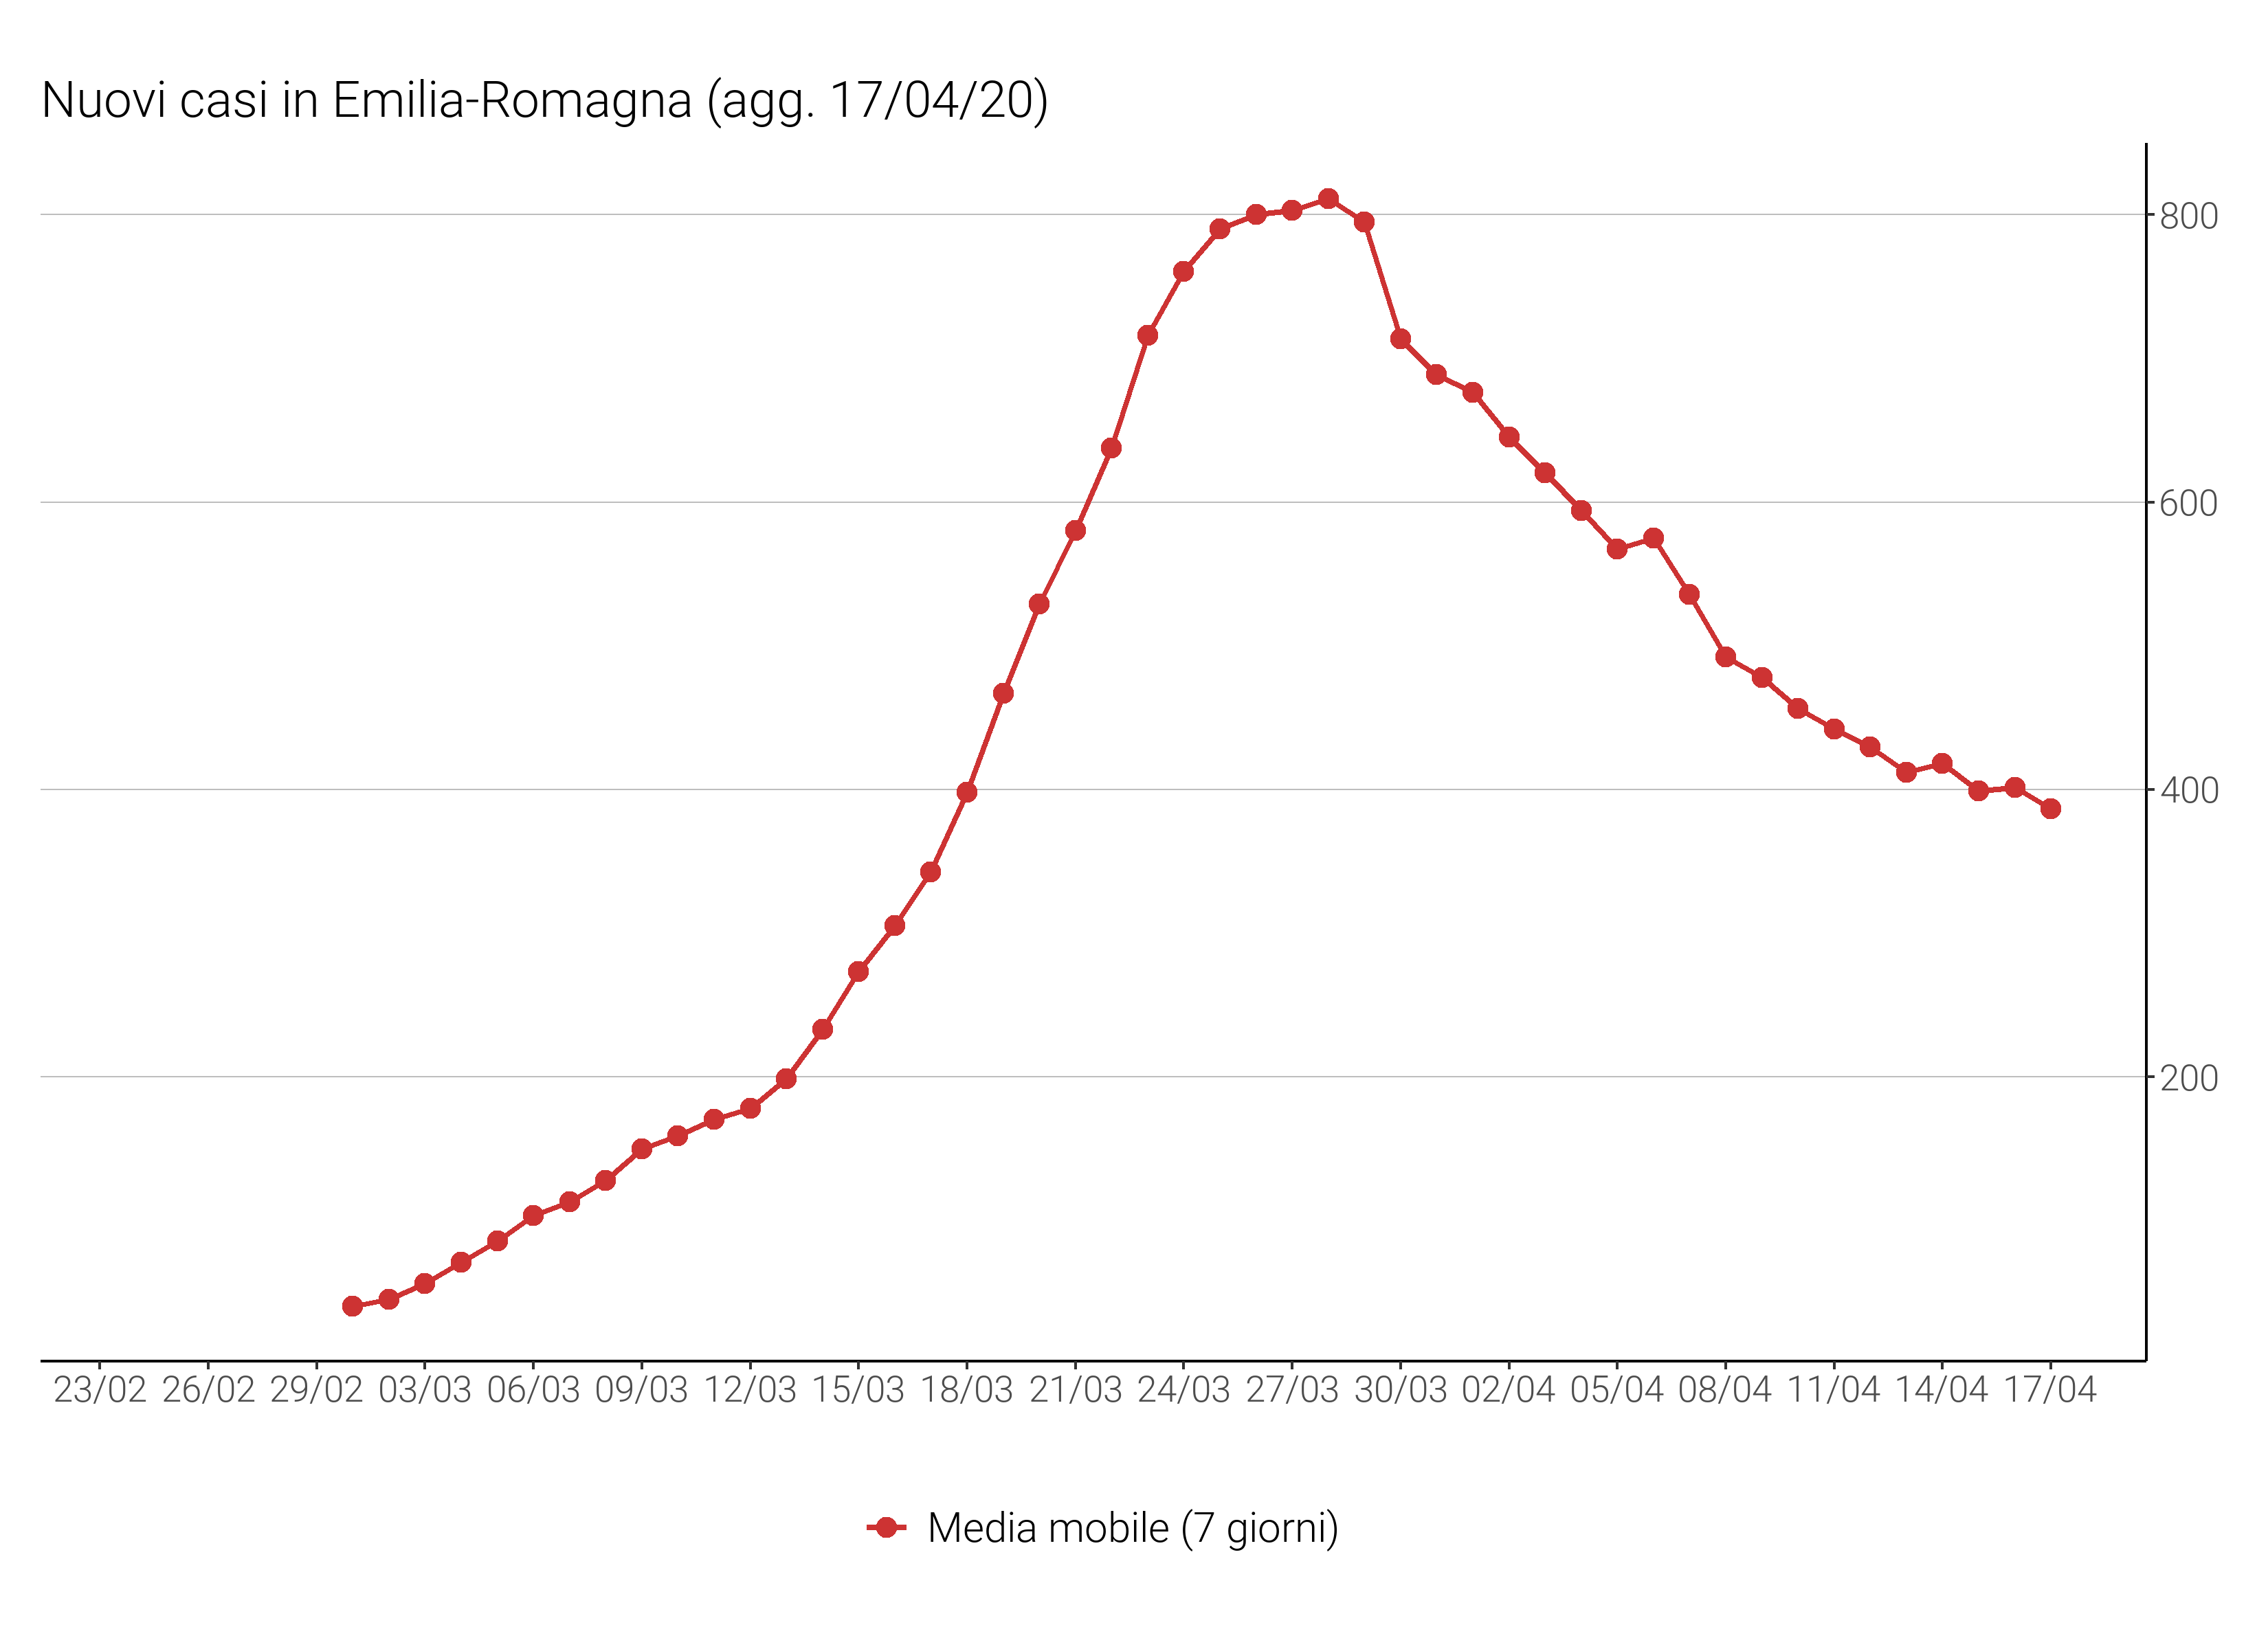 Nuovi casi in Emilia-Romagna (agg. 17/04/20)
800
600
400
200
23/02 26/02 29/02 03/03 06/03 09/03 12/03 15/03 18/03 21/03 24/03 27/03 30/03 02/04 05/04 08/04 11/04 14/04 17/04
Media mobile (7 giorni)